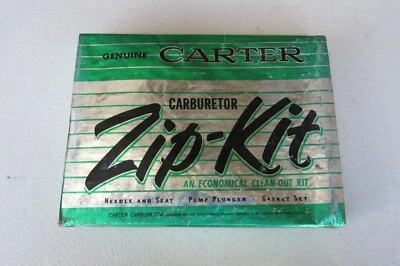 GENUINE CARTER
CARBURETOR
Zip-Kit
AN ECONOMICAL CLEAN-OUT KIT
NEEDLE AND SEAT · PUMP PLUNGER · GASKET SET
CARTER CARBURETOR